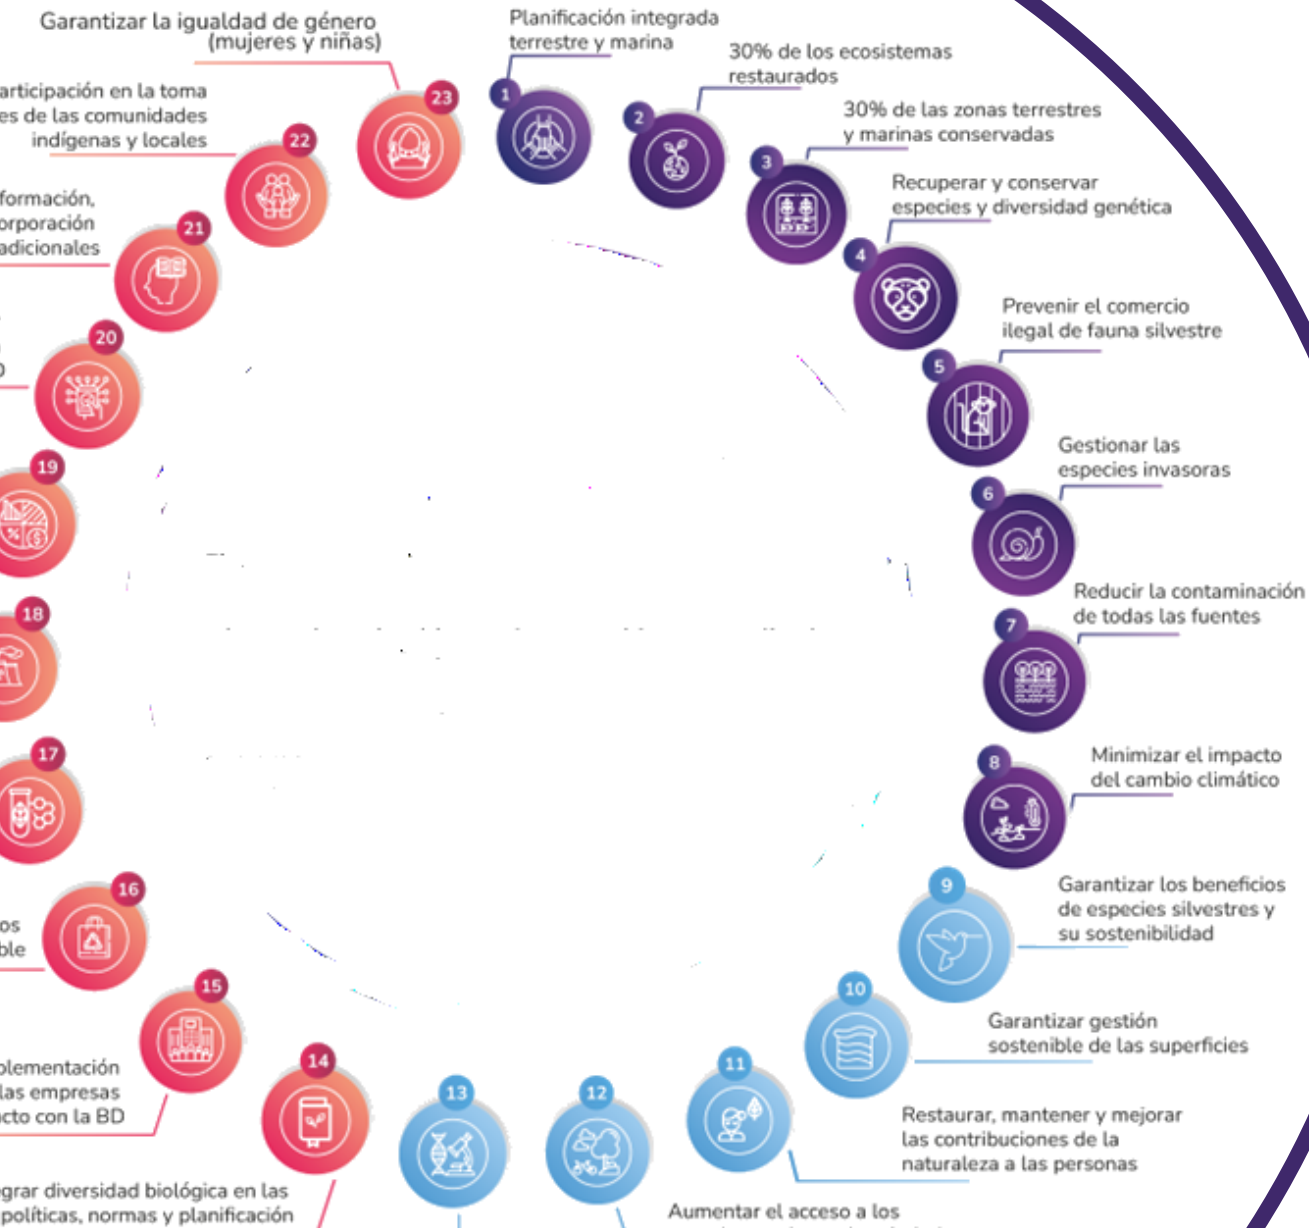 Garantizar la igualdad de género
(mujeres y niñas)
23
1
Planificación integrada
terrestre y marina
2
30% de los ecosistemas
restaurados
3
30% de las zonas terrestres
y marinas conservadas
4
Recuperar y conservar
especies y diversidad genética
5
Prevenir el comercio
ilegal de fauna silvestre
6
Gestionar las
especies invasoras
7
Reducir la contaminación
de todas las fuentes
8
Minimizar el impacto
del cambio climático
9
Garantizar los beneficios
de especies silvestres y
su sostenibilidad
10
Garantizar gestión
sostenible de las superficies
11
Restaurar, mantener y mejorar
las contribuciones de la
naturaleza a las personas
12
Aumentar el acceso a los
13
14
egrar diversidad biológica en las
políticas, normas y planificación
15
plementación
las empresas
acto con la BD
16
os
ble
17
18
19
20
D
21
formación,
orporación
adicionales
22
articipación en la toma
es de las comunidades
indígenas y locales